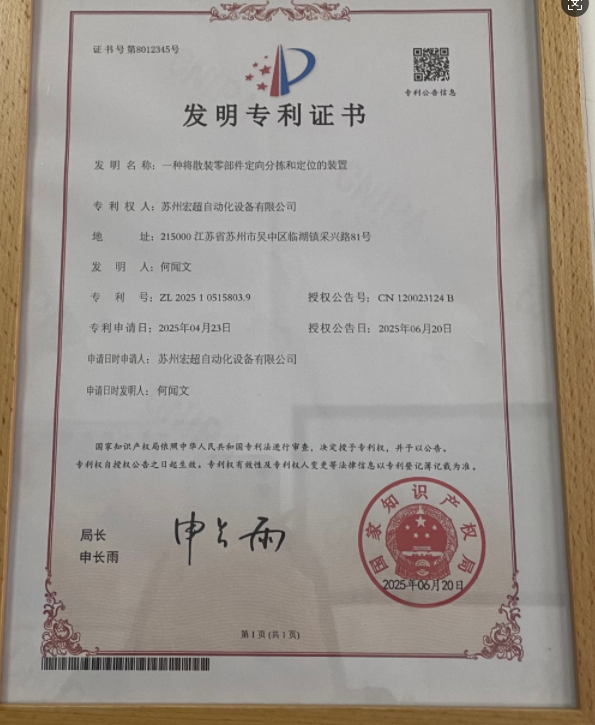 证书号第8012345号
专利公告信息
发明专利证书
发明名称：一种将散装零部件定向分拣和定位的装置
专利权人：苏州宏超自动化设备有限公司
地址：215000 江苏省苏州市吴中区临湖镇采兴路81号
发明人：何闻文
专利号：ZL 2025 1 0515803.9 授权公告号：CN 120023124 B
专利申请日：2025年04月23日 授权公告日：2025年06月20日
申请日时申请人：苏州宏超自动化设备有限公司
申请日时发明人：何闻文
国家知识产权局依照中华人民共和国专利法进行审查，决定授予专利权，并予以公告。
专利权自授权公告之日起生效。专利权有效性及专利权人变更等法律信息以专利登记簿记载为准。
局长
申长雨
申长雨
国家知识产权局
2025年06月20日
第1页(共1页)